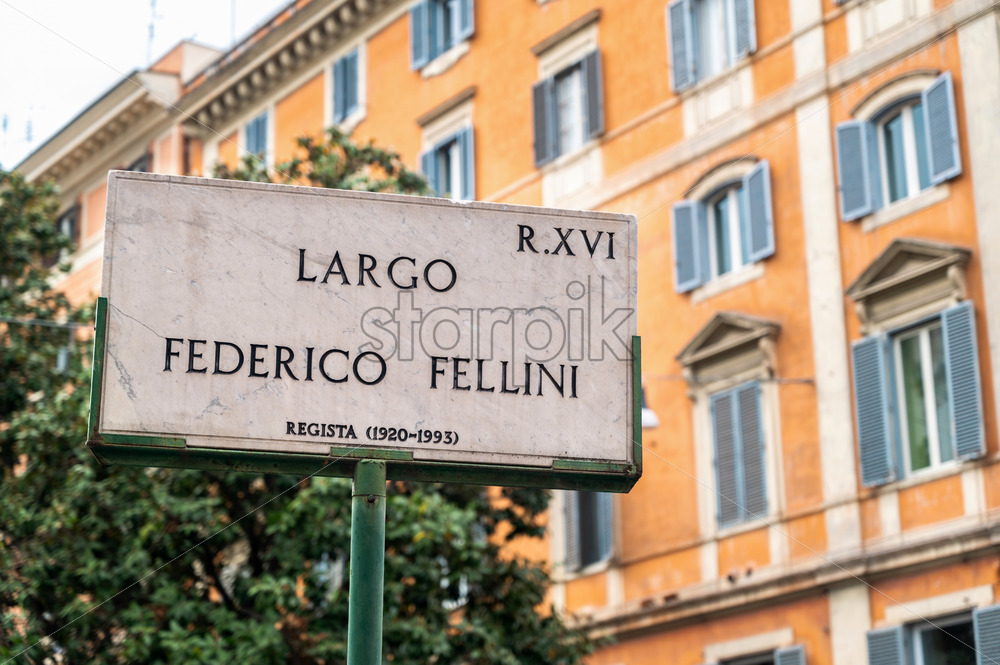 R.XVI
LARGO
FEDERICO FELLINI
REGISTA (1920-1993)
starpik